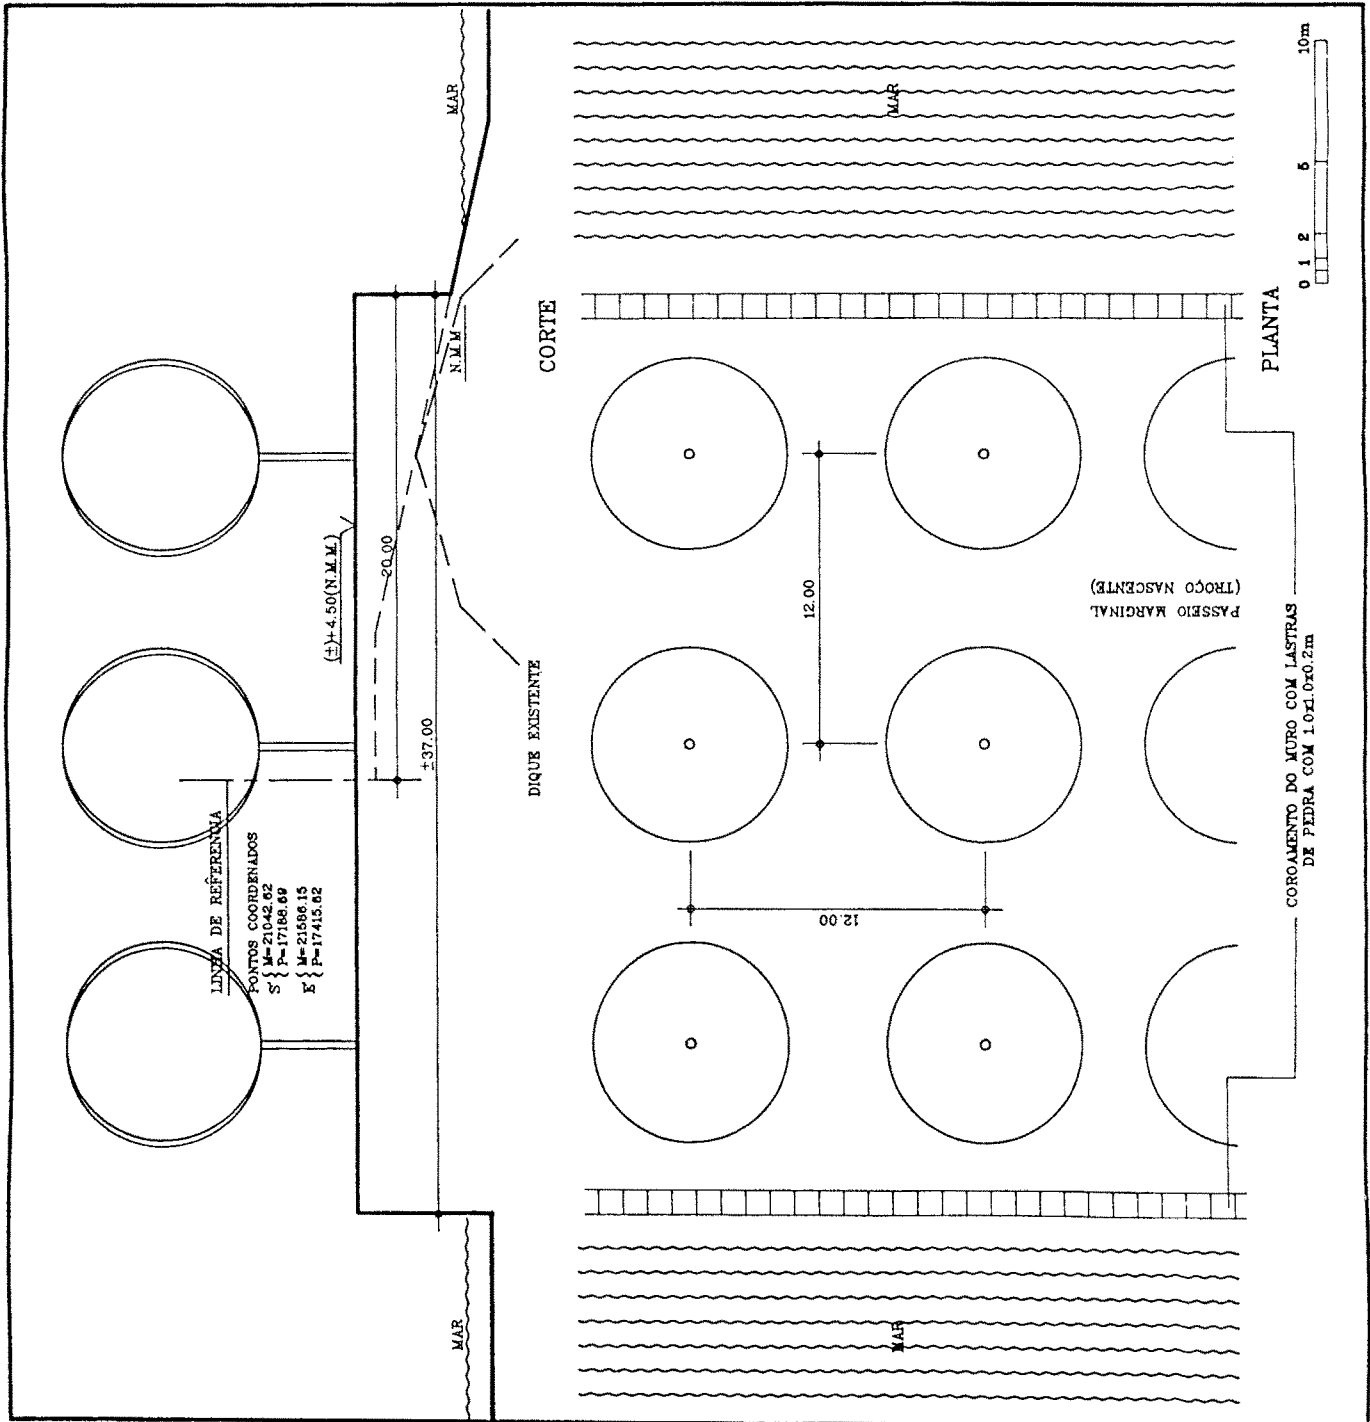 MAR
(±)+4.50(N.M.M.)
20.00
±37.00
N.M.M
MAR
LINHA DE REFERÊNCIA
PONTOS COORDENADOS
S' { M=21042.62
P=17188.69
E' { M=21586.15
P=17415.62
DIQUE EXISTENTE
CORTE
MAR
12.00
12.00
PASSEIO MARGINAL
(TROÇO NASCENTE)
MAR
COROAMENTO DO MURO COM LASTRAS
DE PEDRA COM 1.0x1.0x0.2m
PLANTA
0 1 2 5 10m